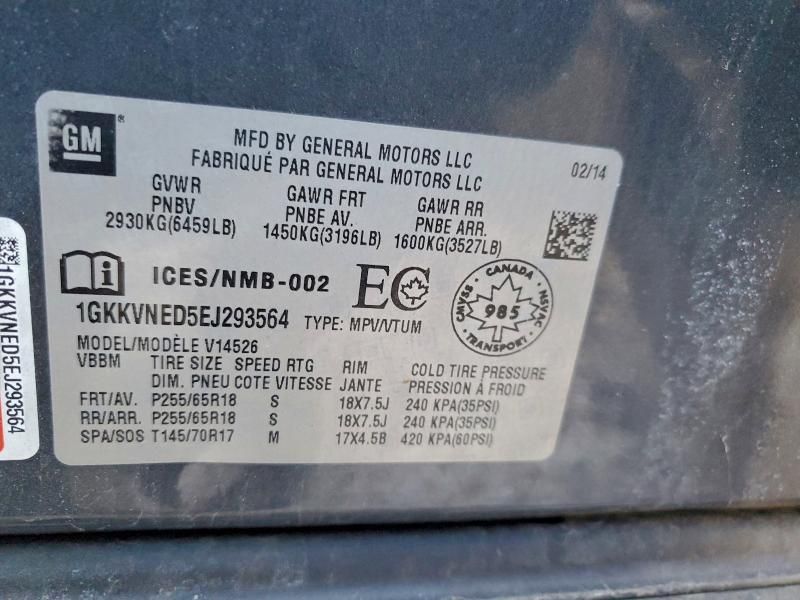 GM
®
MFD BY GENERAL MOTORS LLC
FABRIQUÉ PAR GENERAL MOTORS LLC
02/14
GVWR
PNBV
2930KG(6459LB)
GAWR FRT
PNBE AV.
1450KG(3196LB)
GAWR RR
PNBE ARR.
1600KG(3527LB)
i
ICES/NMB-002
EC
CANADA
CMVSS
NSVAC
985
TRANSPORT
1GKKVNED5EJ293564 TYPE: MPV/VTUM
MODEL/MODÈLE V14526
VBBM TIRE SIZE SPEED RTG RIM COLD TIRE PRESSURE
DIM. PNEU COTE VITESSE JANTE PRESSION À FROID
FRT/AV. P255/65R18 S 18X7.5J 240 KPA(35PSI)
RR/ARR. P255/65R18 S 18X7.5J 240 KPA(35PSI)
SPA/SOS T145/70R17 M 17X4.5B 420 KPA(60PSI)
1GKKVNED5EJ293564